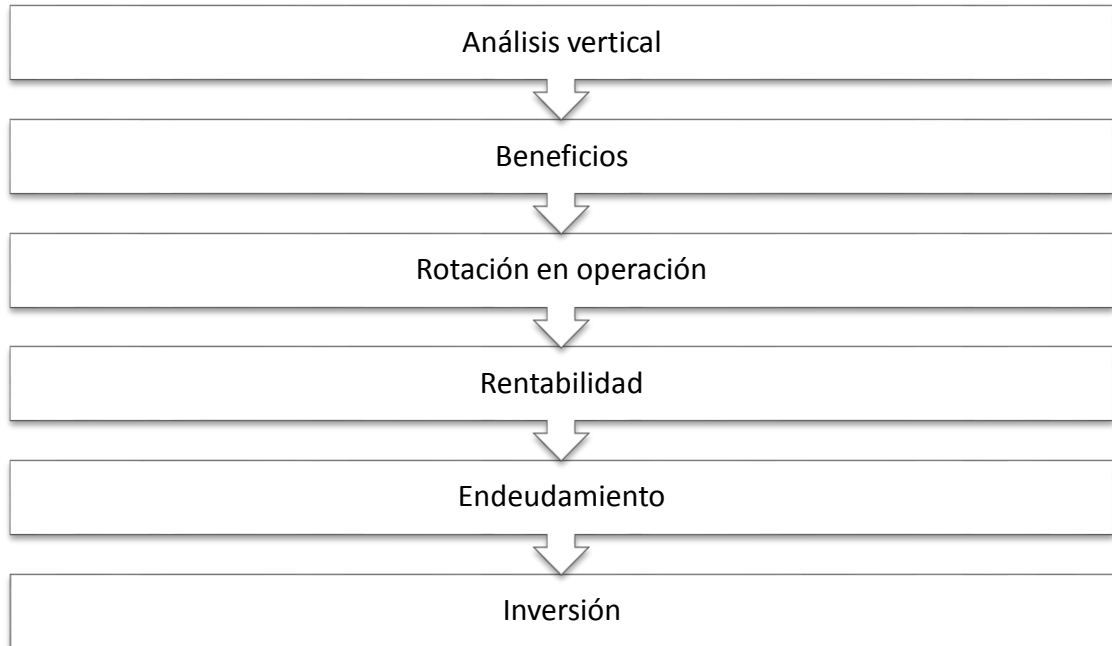 Análisis vertical
Beneficios
Rotación en operación
Rentabilidad
Endeudamiento
Inversión